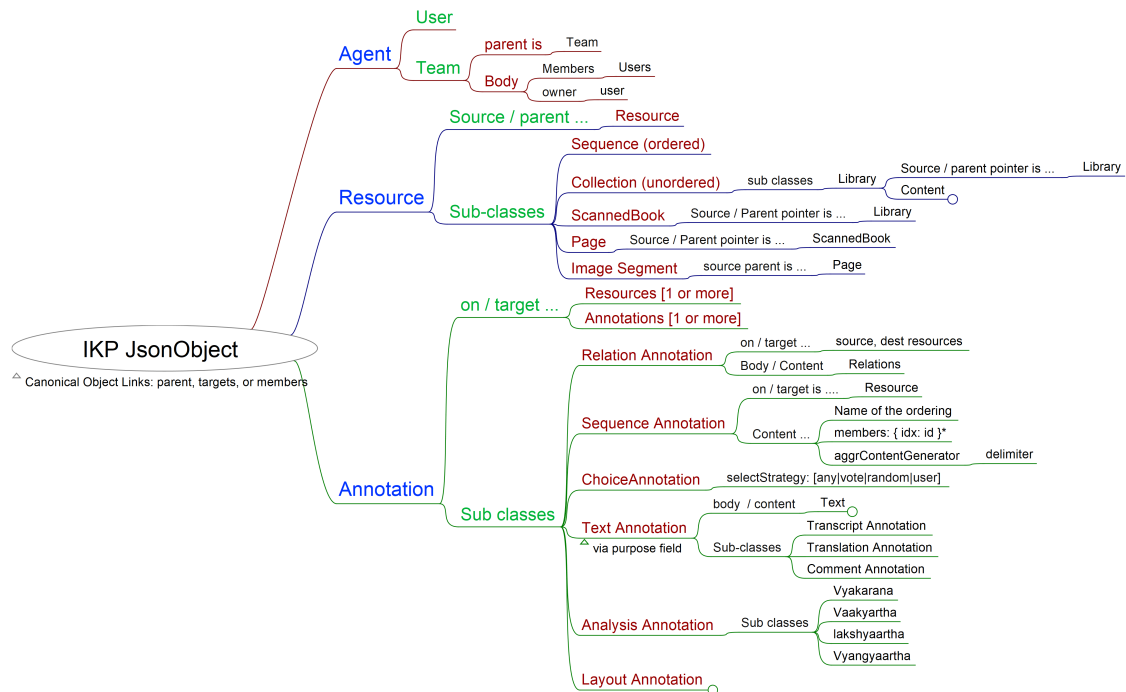 User
Agent
parent is
Team
Team
Body
Members
Users
owner
user
Source / parent ...
Resource
Resource
Sub-classes
Sequence (ordered)
Collection (unordered)
sub classes
Library
Source / parent pointer is ...
Library
Content
ScannedBook
Source / Parent pointer is ...
Library
Page
Source / Parent pointer is ...
ScannedBook
Image Segment
source parent is ...
Page
IKP JsonObject
Canonical Object Links: parent, targets, or members
Annotation
on / target ...
Resources [1 or more]
Annotations [1 or more]
Sub classes
Relation Annotation
on / target ...
source, dest resources
Body / Content
Relations
Sequence Annotation
on / target is ....
Resource
Content ...
Name of the ordering
members: { idx: id }*
aggrContentGenerator
delimiter
ChoiceAnnotation
selectStrategy: [any|vote|random|user]
Text Annotation
via purpose field
body / content
Text
Sub-classes
Transcript Annotation
Translation Annotation
Comment Annotation
Analysis Annotation
Sub classes
Vyakarana
Vaakyartha
lakshyaartha
Vyangyaartha
Layout Annotation